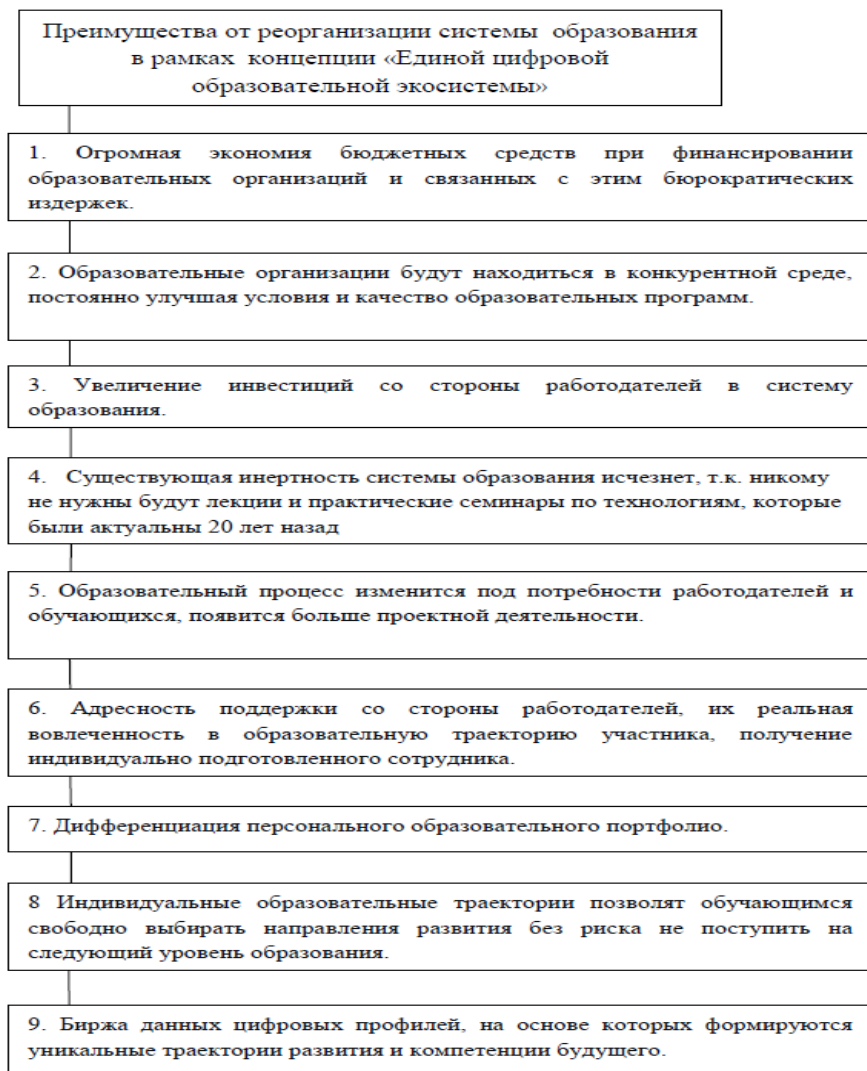 Преимущества от реорганизации системы образования
в рамках концепции «Единой цифровой
образовательной экосистемы»
1. Огромная экономия бюджетных средств при финансировании
образовательных организаций и связанных с этим бюрократических
издержек.
2. Образовательные организации будут находиться в конкурентной среде,
постоянно улучшая условия и качество образовательных программ.
3. Увеличение инвестиций со стороны работодателей в систему
образования.
4. Существующая инертность системы образования исчезнет, т.к. никому
не нужны будут лекции и практические семинары по технологиям, которые
были актуальны 20 лет назад
5. Образовательный процесс изменится под потребности работодателей и
обучающихся, появится больше проектной деятельности.
6. Адресность поддержки со стороны работодателей, их реальная
вовлеченность в образовательную траекторию участника, получение
индивидуально подготовленного сотрудника.
7. Дифференциация персонального образовательного портфолио.
8 Индивидуальные образовательные траектории позволят обучающимся
свободно выбирать направления развития без риска не поступить на
следующий уровень образования.
9. Биржа данных цифровых профилей, на основе которых формируются
уникальные траектории развития и компетенции будущего.